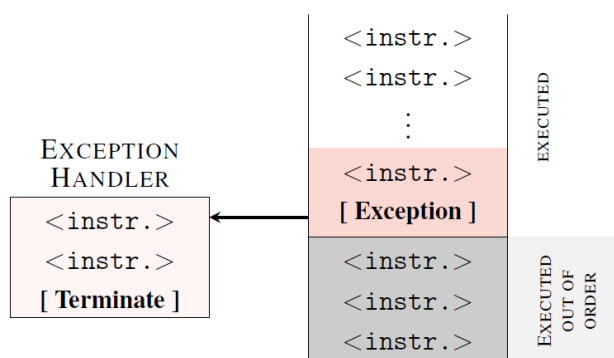 <instr.>
<instr.>
⋮
<instr.>
[ Exception ]
<instr.>
<instr.>
<instr.>
EXECUTED
EXECUTED
OUT OF
ORDER
EXCEPTION
HANDLER
<instr.>
<instr.>
[ Terminate ]